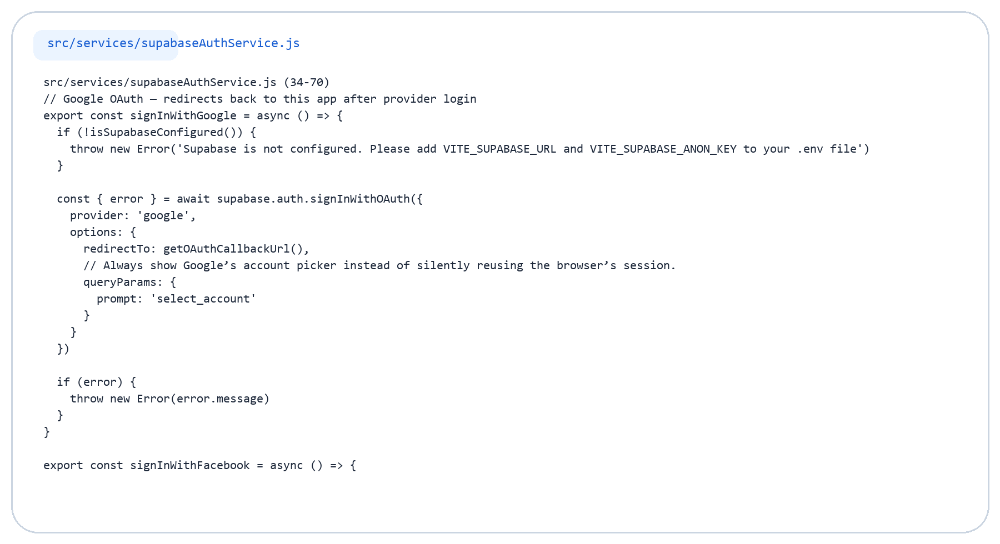 src/services/supabaseAuthService.js
src/services/supabaseAuthService.js (34-70)
// Google OAuth — redirects back to this app after provider login
export const signInWithGoogle = async () => {
  if (!isSupabaseConfigured()) {
    throw new Error('Supabase is not configured. Please add VITE_SUPABASE_URL and VITE_SUPABASE_ANON_KEY to your .env file')
  }

  const { error } = await supabase.auth.signInWithOAuth({
    provider: 'google',
    options: {
      redirectTo: getOAuthCallbackUrl(),
      // Always show Google’s account picker instead of silently reusing the browser’s session.
      queryParams: {
        prompt: 'select_account'
      }
    }
  })

  if (error) {
    throw new Error(error.message)
  }
}

export const signInWithFacebook = async () => {